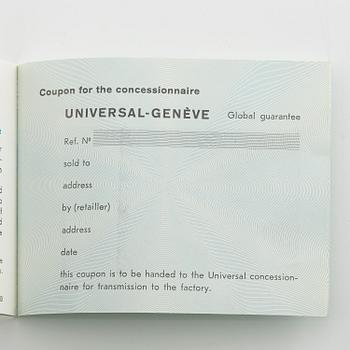 Coupon for the concessionnaire
UNIVERSAL-GENÈVE Global guarantee
Ref. Nº
sold to
address
by (retailler)
address
date
this coupon is to be handed to the Universal concession-
naire for transmission to the factory.